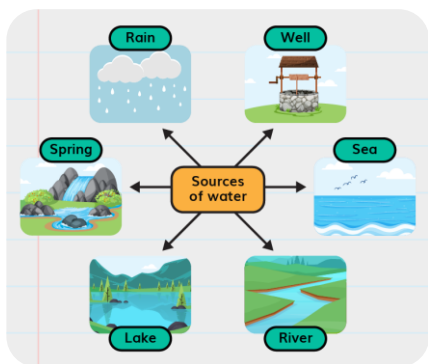 Rain
Well
Spring
Sea
Sources
of water
Lake
River